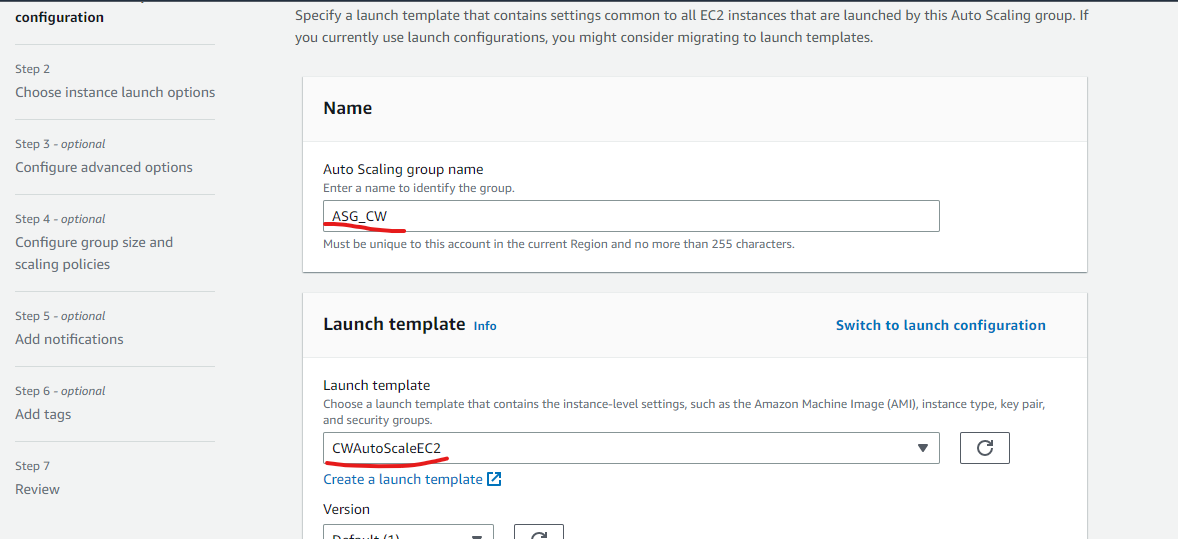 configuration
Step 2
Choose instance launch options
Step 3 - optional
Configure advanced options
Step 4 - optional
Configure group size and
scaling policies
Step 5 - optional
Add notifications
Step 6 - optional
Add tags
Step 7
Review
Specify a launch template that contains settings common to all EC2 instances that are launched by this Auto Scaling group. If
you currently use launch configurations, you might consider migrating to launch templates.
Name
Auto Scaling group name
Enter a name to identify the group.
ASG_CW
Must be unique to this account in the current Region and no more than 255 characters.
Launch template Info
Switch to launch configuration
Launch template
Choose a launch template that contains the instance-level settings, such as the Amazon Machine Image (AMI), instance type, key pair,
and security groups.
CWAutoScaleEC2
Create a launch template
Version
Default (1)